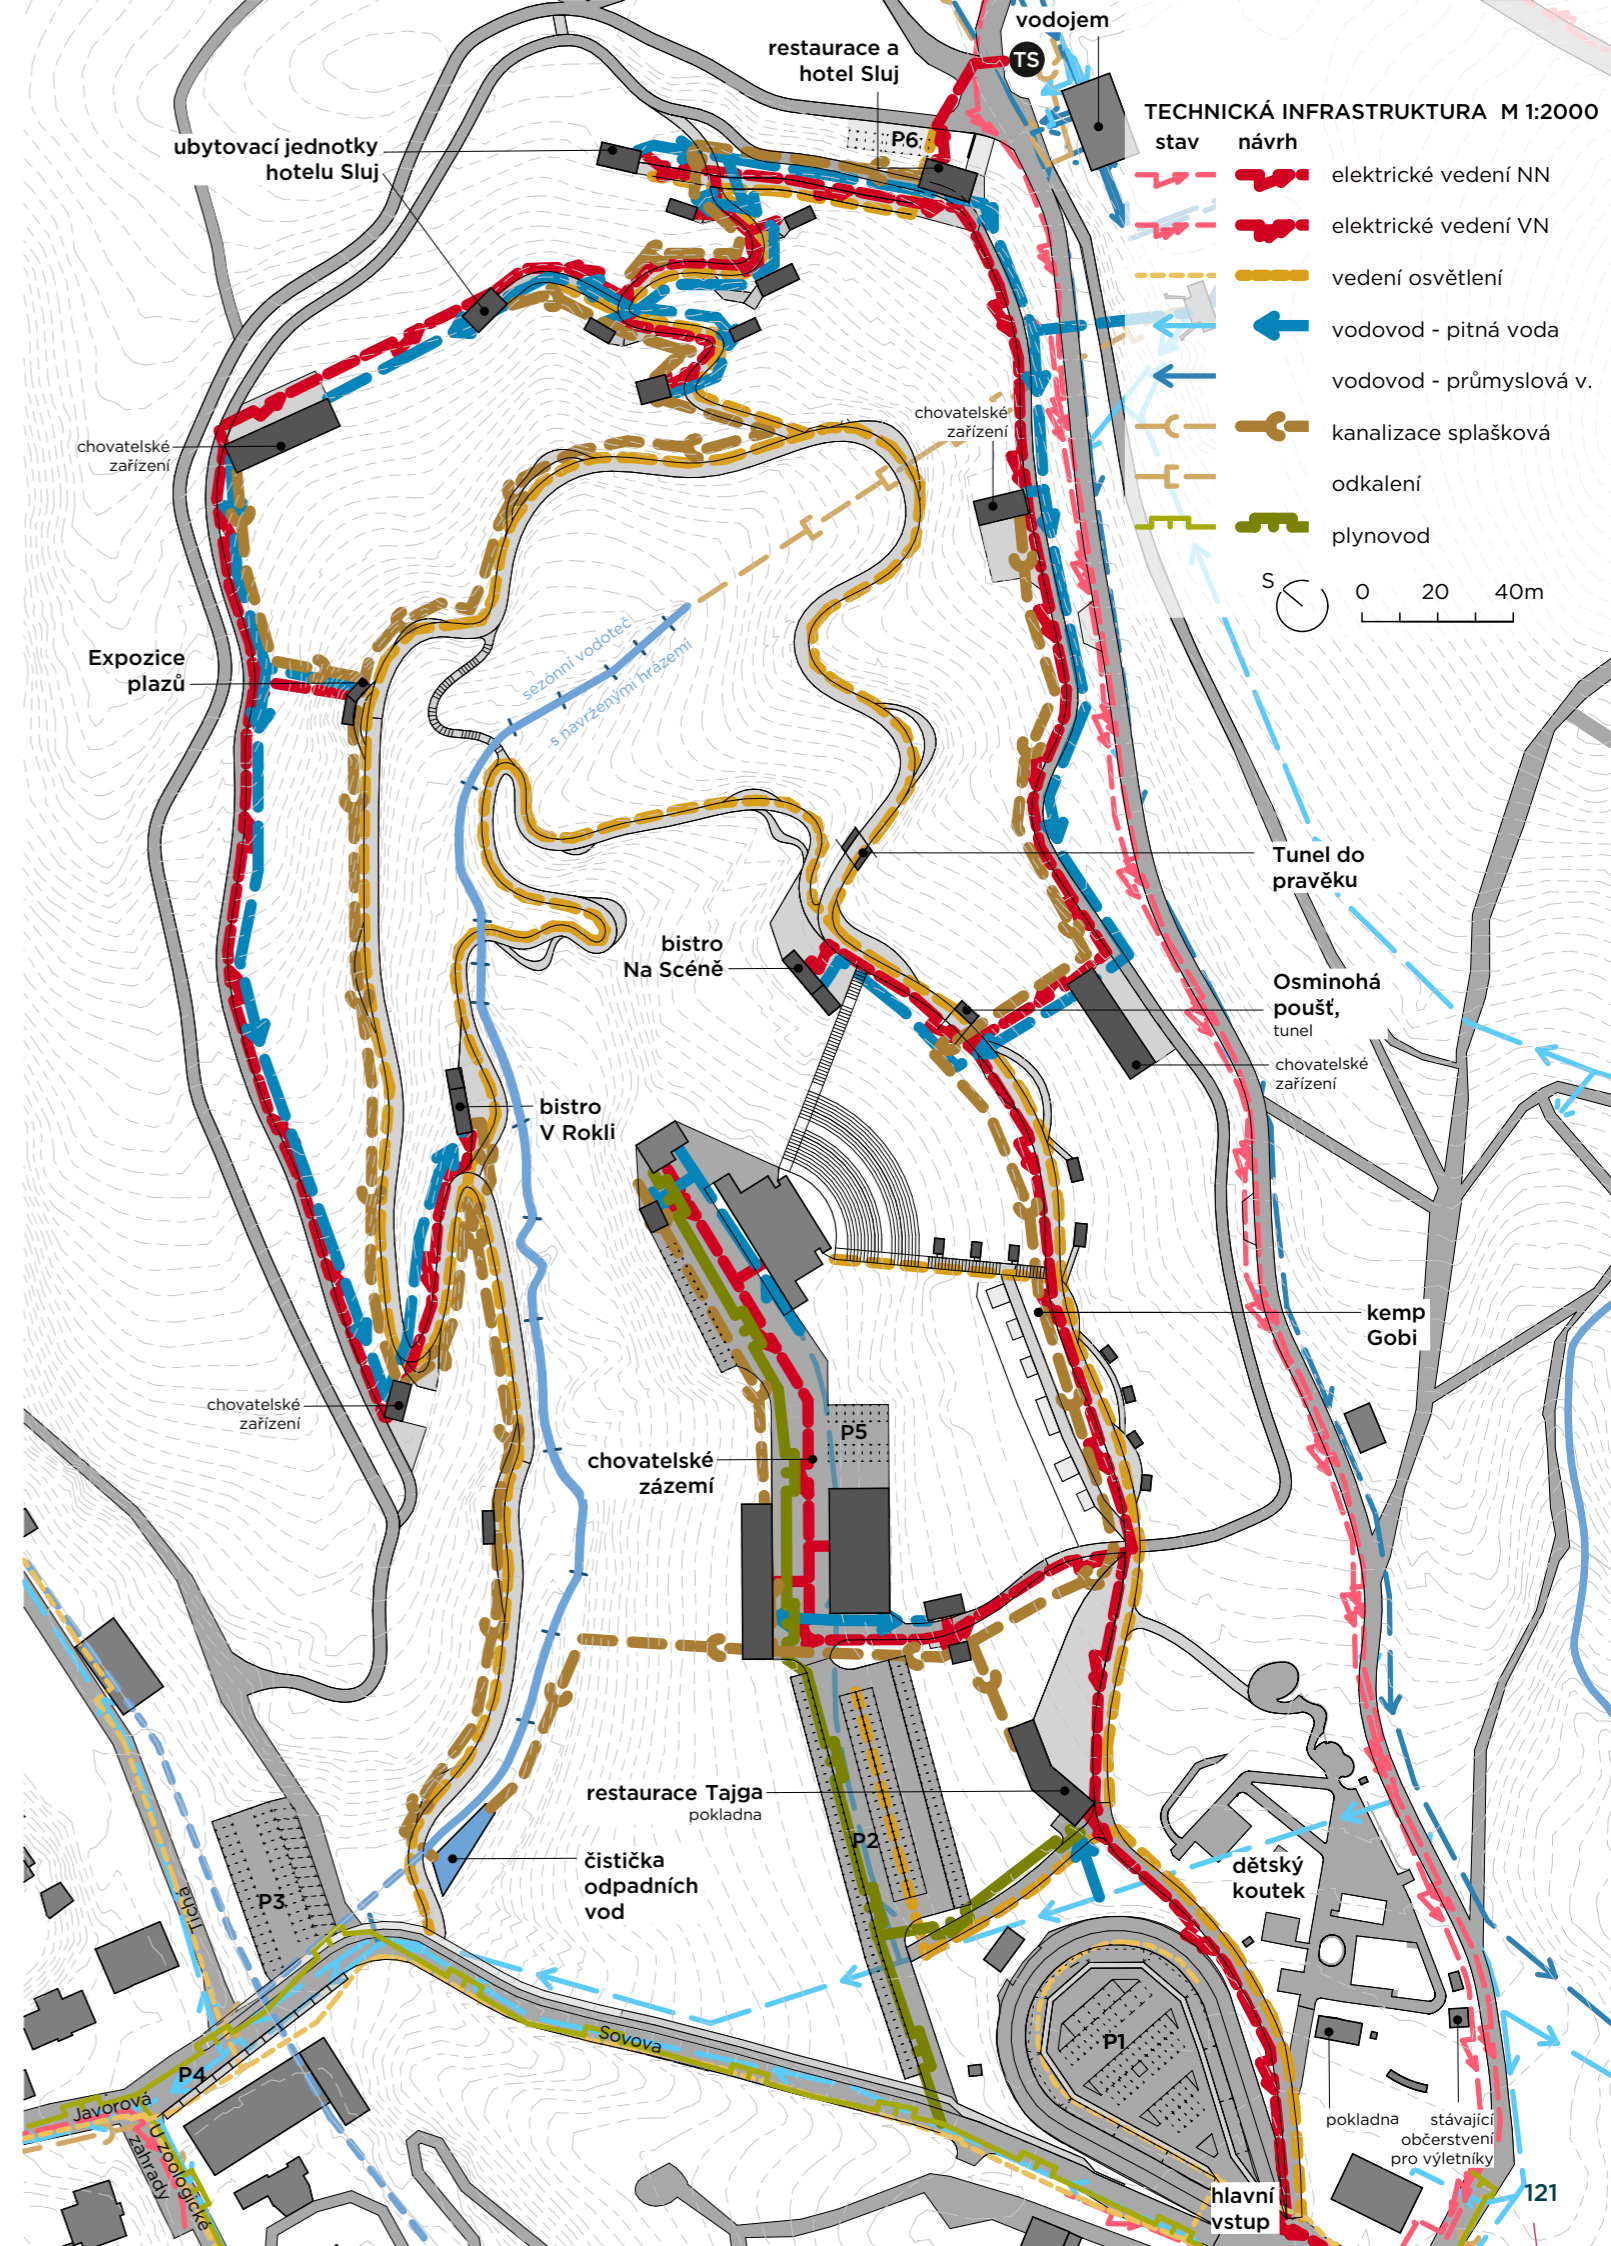 vodojem
restaurace a
hotel Sluj
TS
TECHNICKÁ INFRASTRUKTURA M 1:2000
stav návrh
P6
ubytovací jednotky
hotelu Sluj
elektrické vedení NN
elektrické vedení VN
vedení osvětlení
vodovod - pitná voda
vodovod - průmyslová v.
kanalizace splašková
odkalení
plynovod
chovatelské
zařízení
chovatelské
zařízení
S
0 20 40m
Expozice
plazů
sezónní vodoteč
s navrženými hrázemi
Tunel do
pravěku
bistro
Na Scéně
Osminohá
poušť,
tunel
chovatelské
zařízení
bistro
V Rokli
kemp
Gobi
chovatelské
zařízení
P5
chovatelské
zázemí
restaurace Tajga
pokladna
P2
čistička
odpadních
vod
dětský
koutek
P3
Tichá
Sovova
P1
P4
Javorová
U zoologické
zahrady
pokladna
stávající
občerstvení
pro výletníky
hlavní
vstup
121